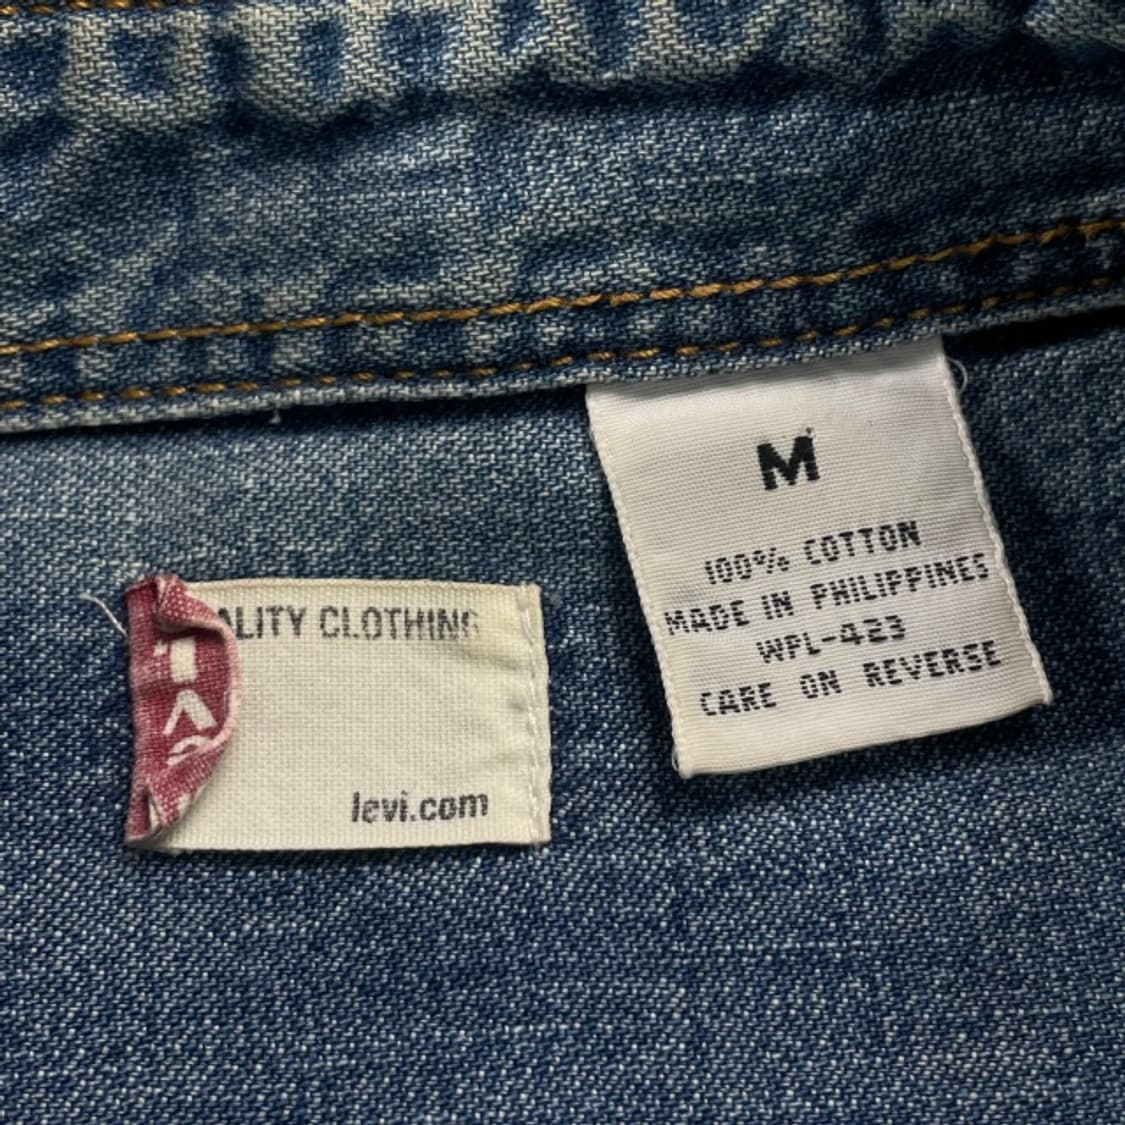 ALITY CLOTHING
levi.com
M
100% COTTON
MADE IN PHILIPPINES
WPL-423
CARE ON REVERSE